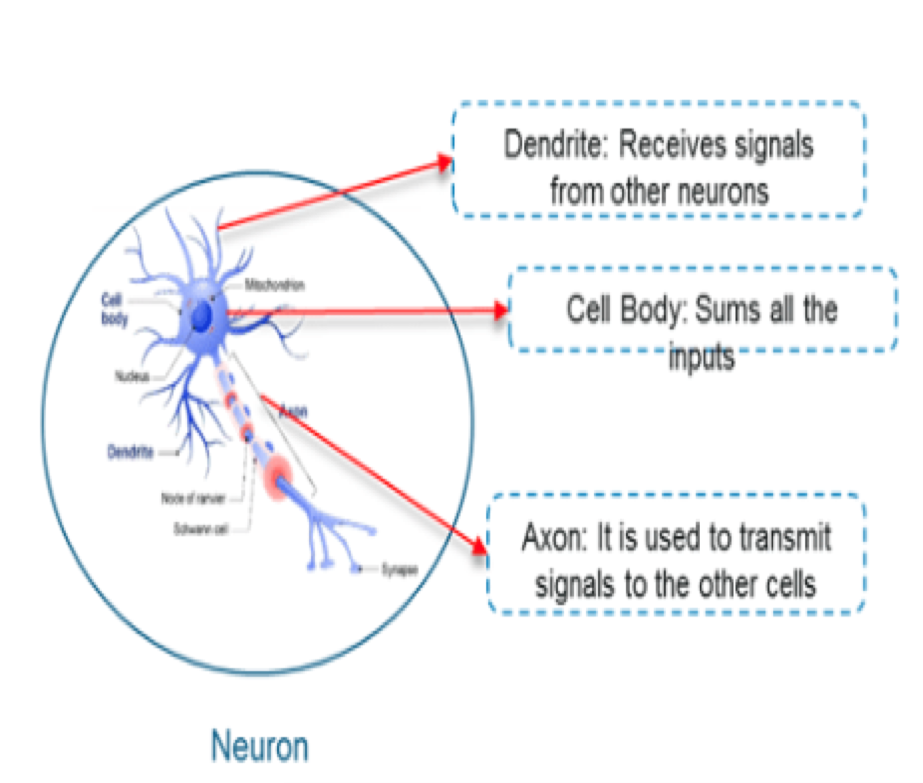 Dendrite: Receives signals
from other neurons
Mitochondrion
Cell
body
Cell Body: Sums all the
inputs
Nucleus
Axon
Dendrite
Node of ranvier
Schwann cell
Axon: It is used to transmit
signals to the other cells
Synapse
Neuron